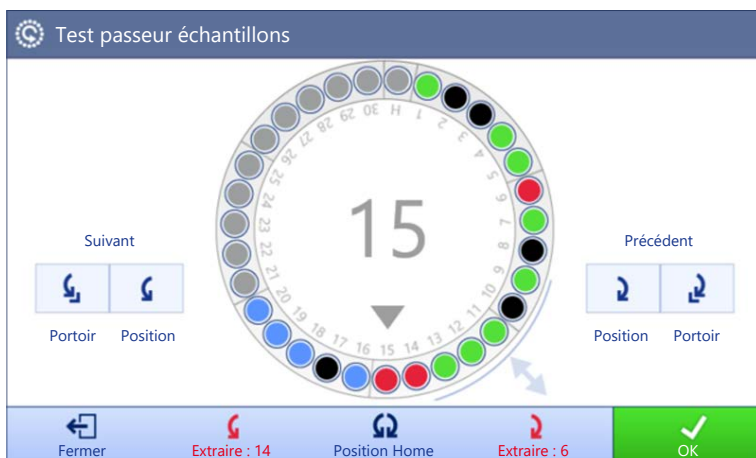 Test passeur échantillons
H 1 2 3 4 5 6 7 8 9 10 11 12 13 14 15 16 17 18 19 20 21 22 23 24 25 26 27 28 29 30
15
Suivant
Précédent
Portoir Position
Position Portoir
Fermer
Extraire : 14
Position Home
Extraire : 6
OK